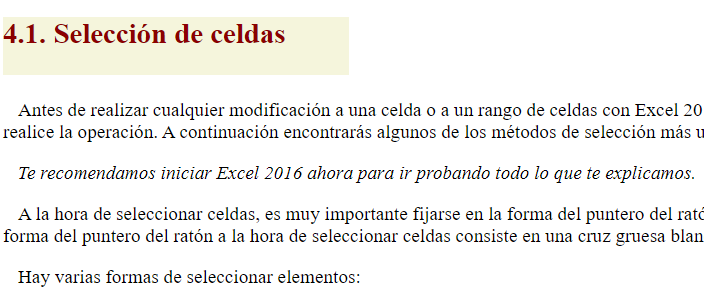 4.1. Selección de celdas
Antes de realizar cualquier modificación a una celda o a un rango de celdas con Excel 20
realice la operación. A continuación encontrarás algunos de los métodos de selección más u
Te recomendamos iniciar Excel 2016 ahora para ir probando todo lo que te explicamos.
A la hora de seleccionar celdas, es muy importante fijarse en la forma del puntero del rató
forma del puntero del ratón a la hora de seleccionar celdas consiste en una cruz gruesa blan
Hay varias formas de seleccionar elementos: